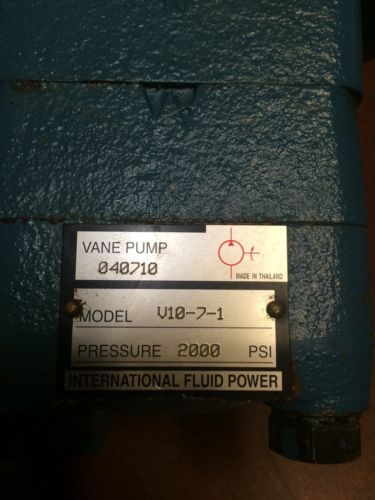 VANE PUMP
040710
MADE IN THAILAND
MODEL V10-7-1
PRESSURE 2000 PSI
INTERNATIONAL FLUID POWER